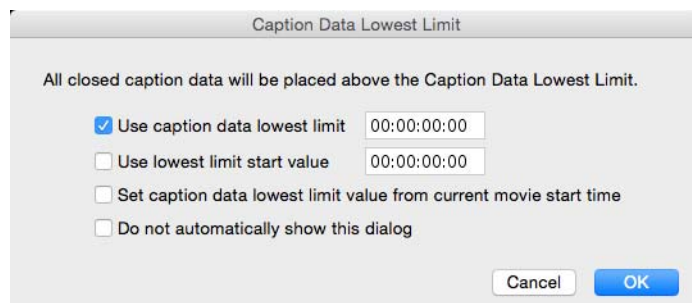 Caption Data Lowest Limit
All closed caption data will be placed above the Caption Data Lowest Limit.
Use caption data lowest limit 00:00:00:00
Use lowest limit start value 00:00:00:00
Set caption data lowest limit value from current movie start time
Do not automatically show this dialog
Cancel OK